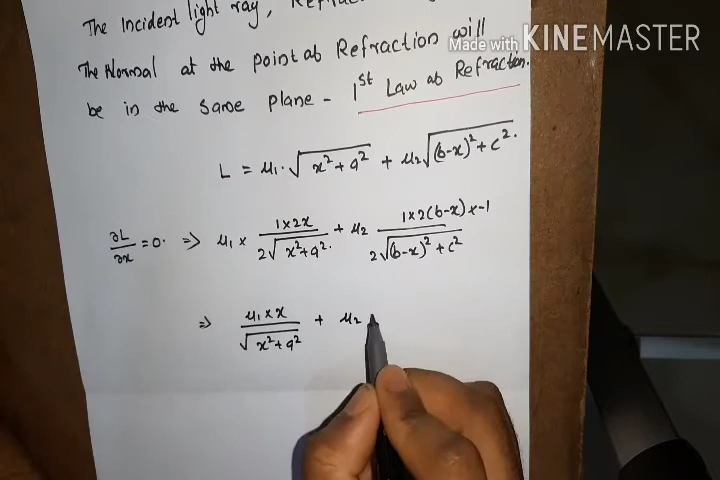 The Incident light ray,
Made with KINEMASTER
The Normal at the point ab Refraction will
be in the same plane - 1st Law ab Refraction.
L = μ1·√(x²+a²) + μ2√((b-x)²+c²).
∂L/∂x = 0. ⇒ μ1 × (1×2x)/(2√(x²+a²)) + μ2 (1×2(b-x)×-1)/(2√((b-x)²+c²))
⇒ (μ1×x)/(√(x²+a²)) + μ2